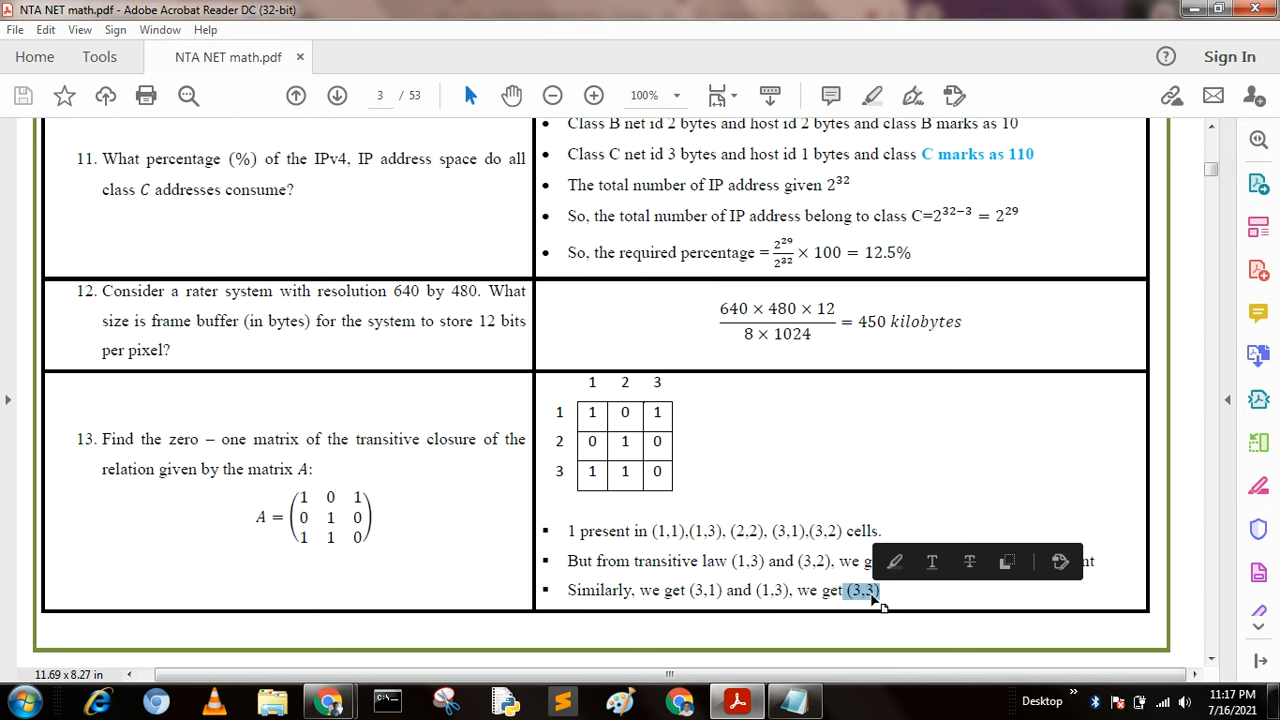 NTA NET math.pdf - Adobe Acrobat Reader DC (32-bit)
File Edit View Sign Window Help
Home Tools NTA NET math.pdf × Sign In
3 / 53 100%
Class B net id 2 bytes and host id 2 bytes and class B marks as 10
11. What percentage (%) of the IPv4, IP address space do all
class C addresses consume?
• Class C net id 3 bytes and host id 1 bytes and class C marks as 110
• The total number of IP address given 2³²
• So, the total number of IP address belong to class C=2³²⁻³ = 2²⁹
• So, the required percentage = 2²⁹/2³² × 100 = 12.5%
12. Consider a rater system with resolution 640 by 480. What
size is frame buffer (in bytes) for the system to store 12 bits
per pixel?
640 × 480 × 12
8 × 1024
= 450 kilobytes
13. Find the zero – one matrix of the transitive closure of the
relation given by the matrix A:
A =
1 0 1
0 1 0
1 1 0
1 2 3
1 1 0 1
2 0 1 0
3 1 1 0
▪ 1 present in (1,1),(1,3), (2,2), (3,1),(3,2) cells.
▪ But from transitive law (1,3) and (3,2), we
▪ Similarly, we get (3,1) and (1,3), we get (3,3)
11.69 x 8.27 in
Desktop »
11:17 PM
7/16/2021